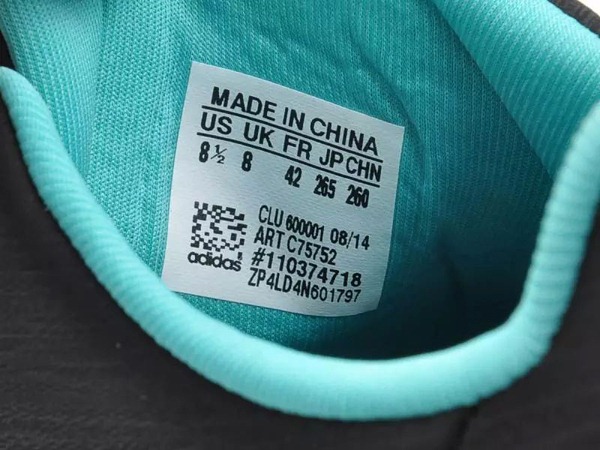 MADE IN CHINA
US UK FR JP CHN
8½ 8 42 265 260
CLU 600001 08/14
ART C75752
#110374718
adidas ZP4LD4N601797